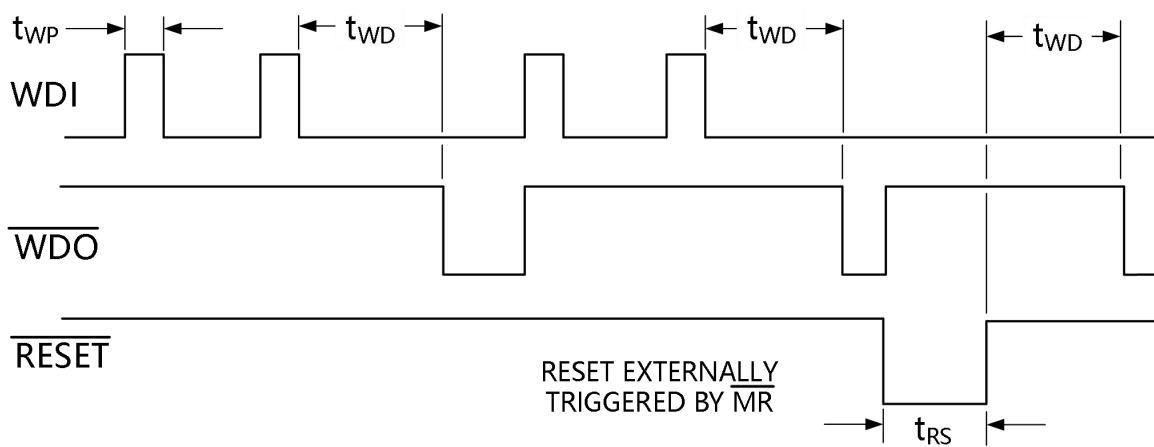 tWP
tWD
tWD
tWD
WDI
WDO
RESET
RESET EXTERNALLY
TRIGGERED BY MR
tRS